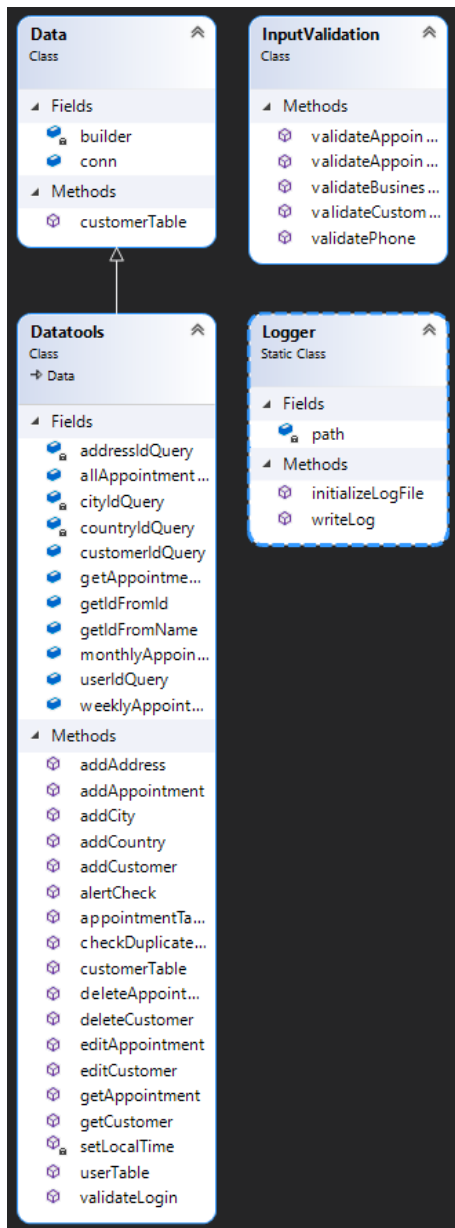 Data
Class
Fields
builder
conn
Methods
customerTable
InputValidation
Class
Methods
validateAppoin ...
validateAppoin ...
validateBusines ...
validateCustom ...
validatePhone
Datatools
Class
Data
Fields
addressIdQuery
allAppointment ...
cityIdQuery
countryIdQuery
customerIdQuery
getAppointme...
getIdFromId
getIdFromName
monthlyAppoin ...
userIdQuery
weeklyAppoint...
Methods
addAddress
addAppointment
addCity
addCountry
addCustomer
alertCheck
appointmentTa...
checkDuplicate...
customerTable
deleteAppoint...
deleteCustomer
editAppointment
editCustomer
getAppointment
getCustomer
setLocalTime
userTable
validateLogin
Logger
Static Class
Fields
path
Methods
initializeLogFile
writeLog